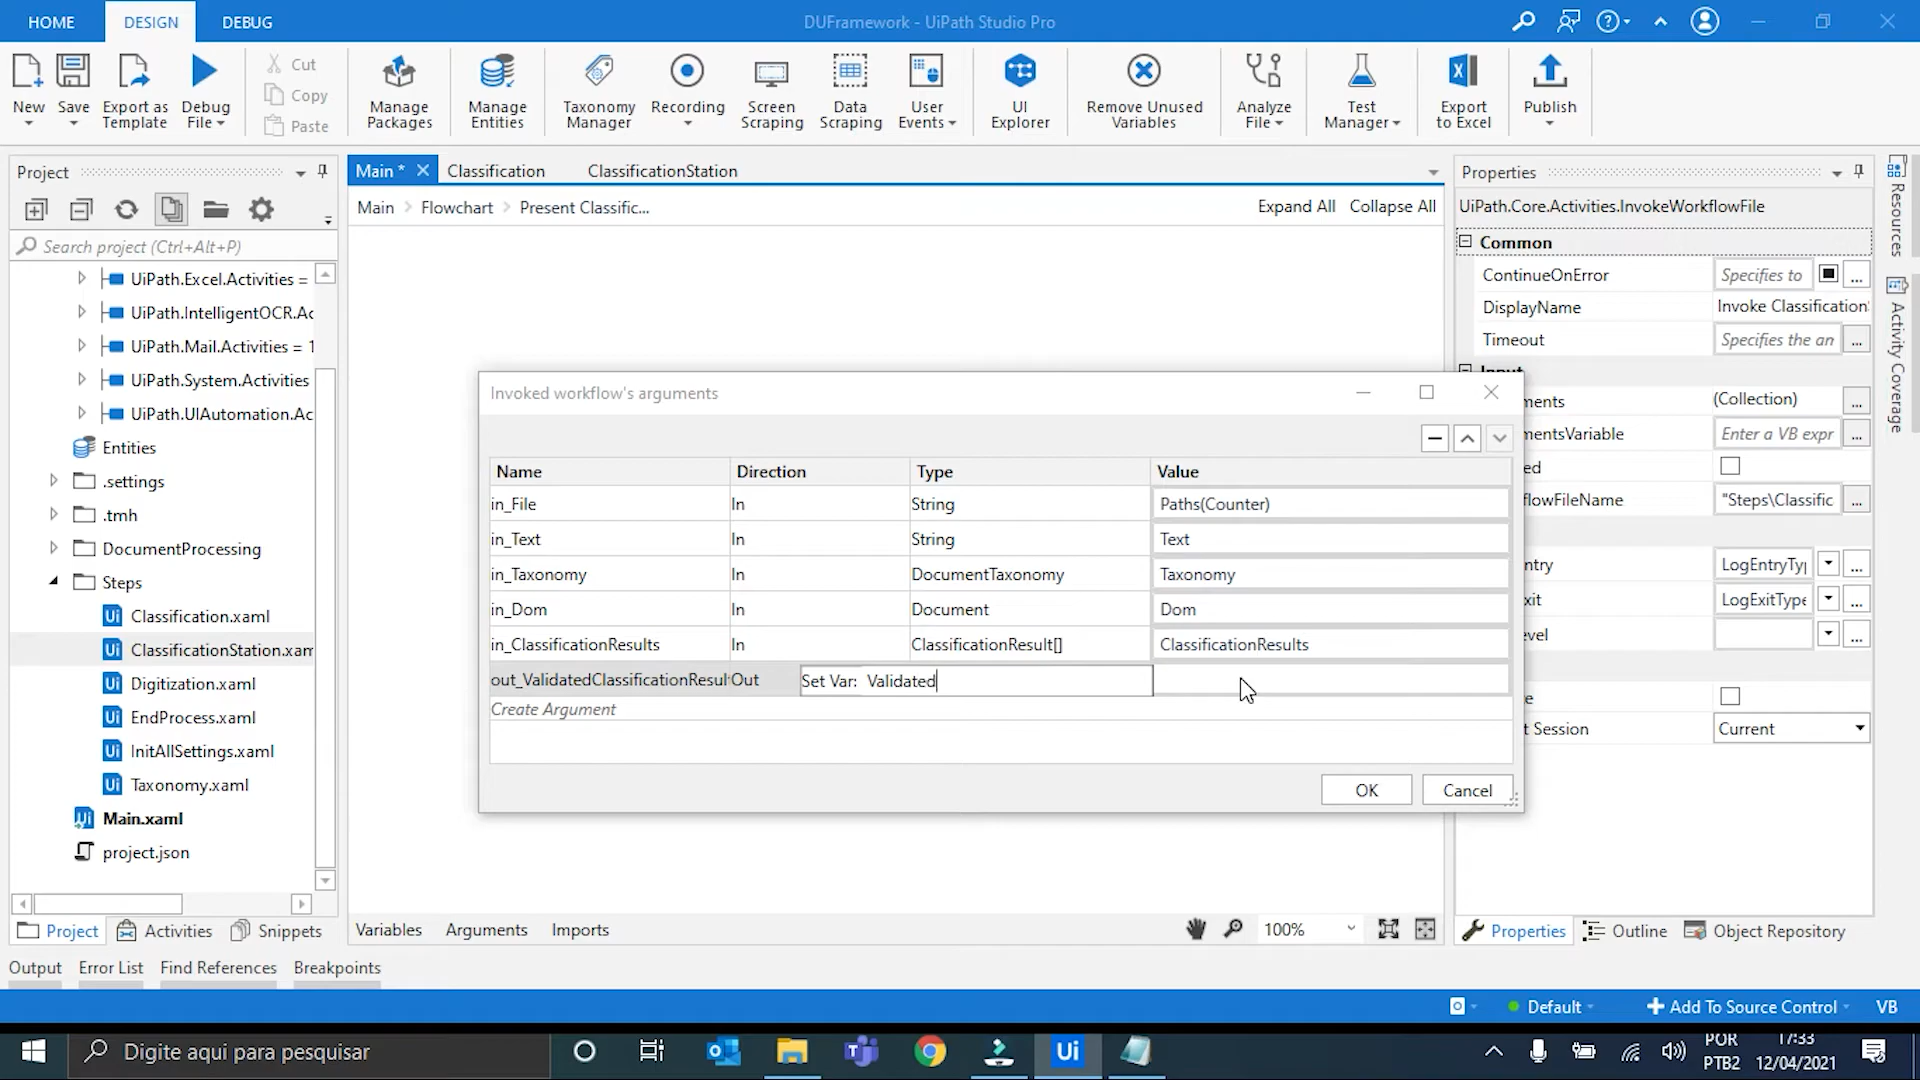 HOME DESIGN DEBUG DUFramework - UiPath Studio Pro
New Save Export as Template Debug File Cut Copy Paste Manage Packages Manage Entities Taxonomy Manager Recording Screen Scraping Data Scraping User Events UI Explorer Remove Unused Variables Analyze File Test Manager Export to Excel Publish
Project
Search project (Ctrl+Alt+P)
UiPath.Excel.Activities =
UiPath.IntelligentOCR.Ac
UiPath.Mail.Activities = 1
UiPath.System.Activities
UiPath.UIAutomation.Ac
Entities
.settings
.tmh
DocumentProcessing
Steps
Classification.xaml
ClassificationStation.xam
Digitization.xaml
EndProcess.xaml
InitAllSettings.xaml
Taxonomy.xaml
Main.xaml
project.json
Project Activities Snippets
Main * Classification ClassificationStation
Main > Flowchart > Present Classific... Expand All Collapse All
Invoked workflow's arguments
Name Direction Type Value
in_File In String Paths(Counter)
in_Text In String Text
in_Taxonomy In DocumentTaxonomy Taxonomy
in_Dom In Document Dom
in_ClassificationResults In ClassificationResult[] ClassificationResults
out_ValidatedClassificationResul Out Set Var: Validated
Create Argument
OK Cancel
Variables Arguments Imports 100%
Properties
UiPath.Core.Activities.InvokeWorkflowFile
Common
ContinueOnError Specifies to ...
DisplayName Invoke Classification
Timeout Specifies the an ...
Input
ments (Collection) ...
mentsVariable Enter a VB expr ...
ed
flowFileName "Steps\Classific ...
ntry LogEntryTy ...
xit LogExitType ...
evel ...
e
t Session Current
Properties Outline Object Repository
Resources
Activity Coverage
Output Error List Find References Breakpoints
Default Add To Source Control VB
Digite aqui para pesquisar
POR
PTB2
17:33
12/04/2021